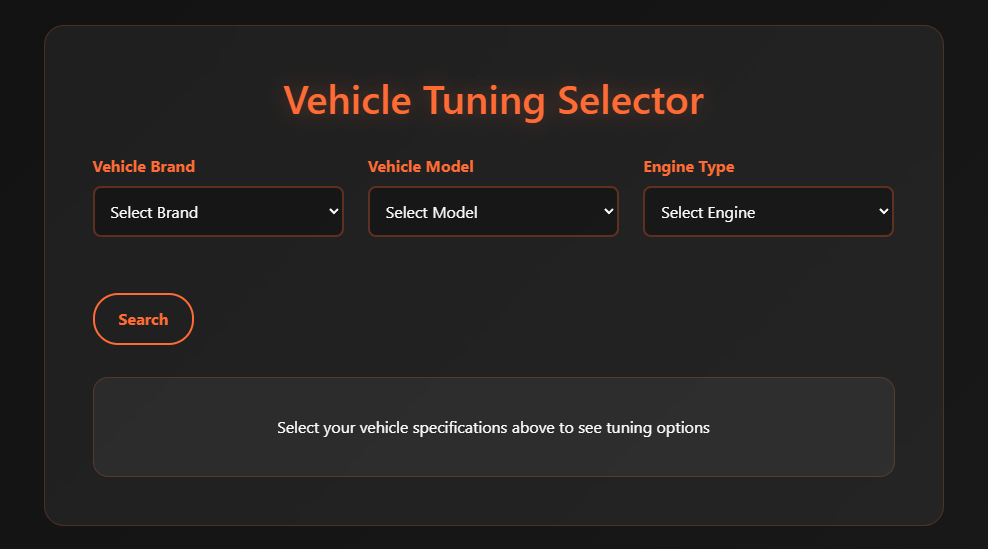 Vehicle Tuning Selector
Vehicle Brand Vehicle Model Engine Type
Select Brand Select Model Select Engine
Search
Select your vehicle specifications above to see tuning options